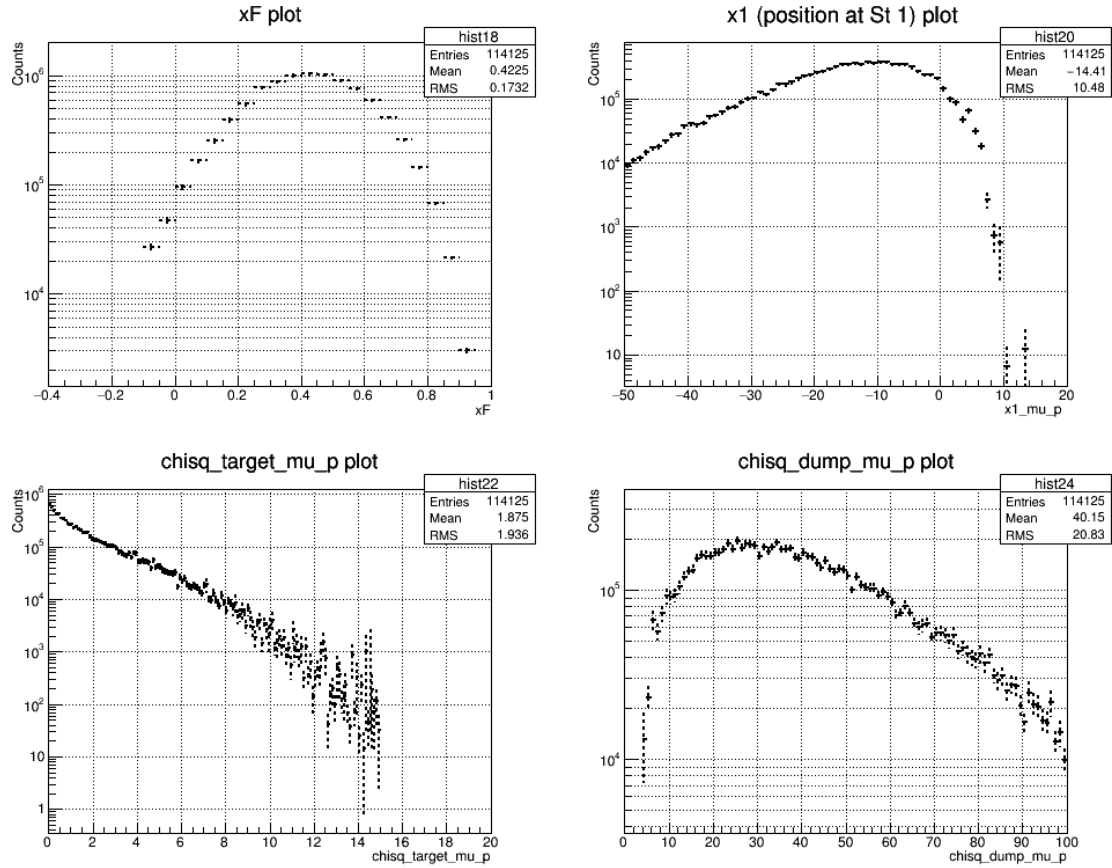 xF plot
Counts
hist18
Entries 114125
Mean 0.4225
RMS 0.1732
10^6
10^5
10^4
−0.4 −0.2 0 0.2 0.4 0.6 0.8 1
xF
x1 (position at St 1) plot
Counts
hist20
Entries 114125
Mean −14.41
RMS 10.48
10^5
10^4
10^3
10^2
10
−50 −40 −30 −20 −10 0 10 20
x1_mu_p
chisq_target_mu_p plot
Counts
hist22
Entries 114125
Mean 1.875
RMS 1.936
10^6
10^5
10^4
10^3
10^2
10
1
0 2 4 6 8 10 12 14 16 18 20
chisq_target_mu_p
chisq_dump_mu_p plot
Counts
hist24
Entries 114125
Mean 40.15
RMS 20.83
10^5
10^4
0 10 20 30 40 50 60 70 80 90 100
chisq_dump_mu_p